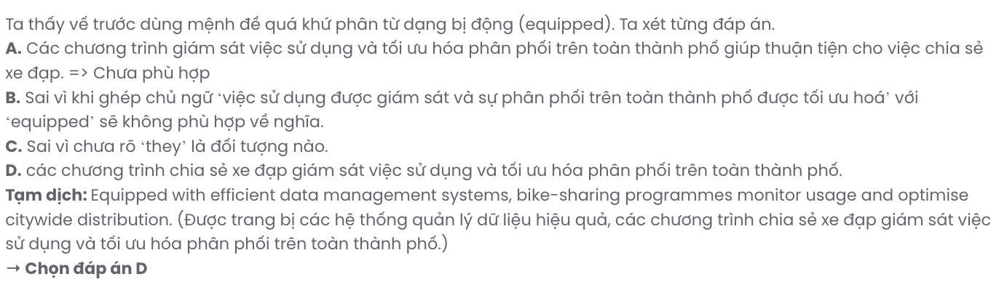 Ta thấy vế trước dùng mệnh đề quá khứ phân từ dạng bị động (equipped). Ta xét từng đáp án.
A. Các chương trình giám sát việc sử dụng và tối ưu hóa phân phối trên toàn thành phố giúp thuận tiện cho việc chia sẻ
xe đạp. => Chưa phù hợp
B. Sai vì khi ghép chủ ngữ ‘việc sử dụng được giám sát và sự phân phối trên toàn thành phố được tối ưu hoá’ với
‘equipped’ sẽ không phù hợp về nghĩa.
C. Sai vì chưa rõ ‘they’ là đối tượng nào.
D. các chương trình chia sẻ xe đạp giám sát việc sử dụng và tối ưu hóa phân phối trên toàn thành phố.
Tạm dịch: Equipped with efficient data management systems, bike-sharing programmes monitor usage and optimise
citywide distribution. (Được trang bị các hệ thống quản lý dữ liệu hiệu quả, các chương trình chia sẻ xe đạp giám sát việc
sử dụng và tối ưu hóa phân phối trên toàn thành phố.)
→ Chọn đáp án D